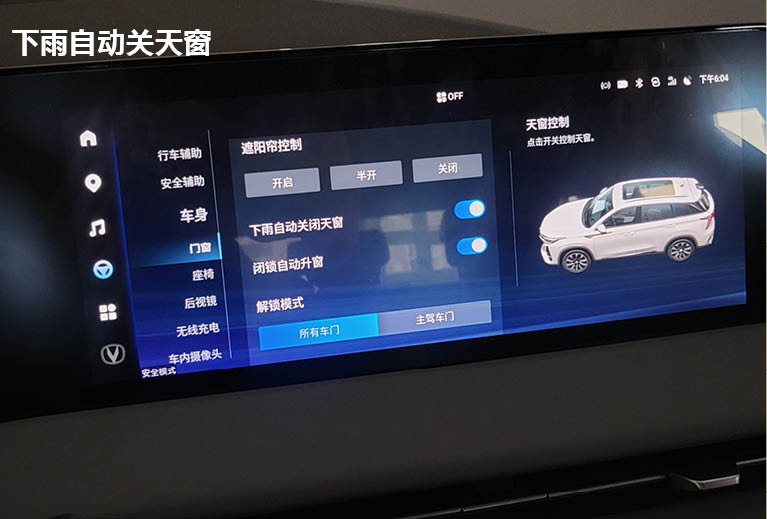 下雨自动关天窗
OFF
下午6:04
行车辅助
安全辅助
车身
门窗
座椅
后视镜
无线充电
车内摄像头
安全模式
遮阳帘控制
开启
半开
关闭
下雨自动关闭天窗
闭锁自动升窗
解锁模式
所有车门
主驾车门
天窗控制
点击开关控制天窗。